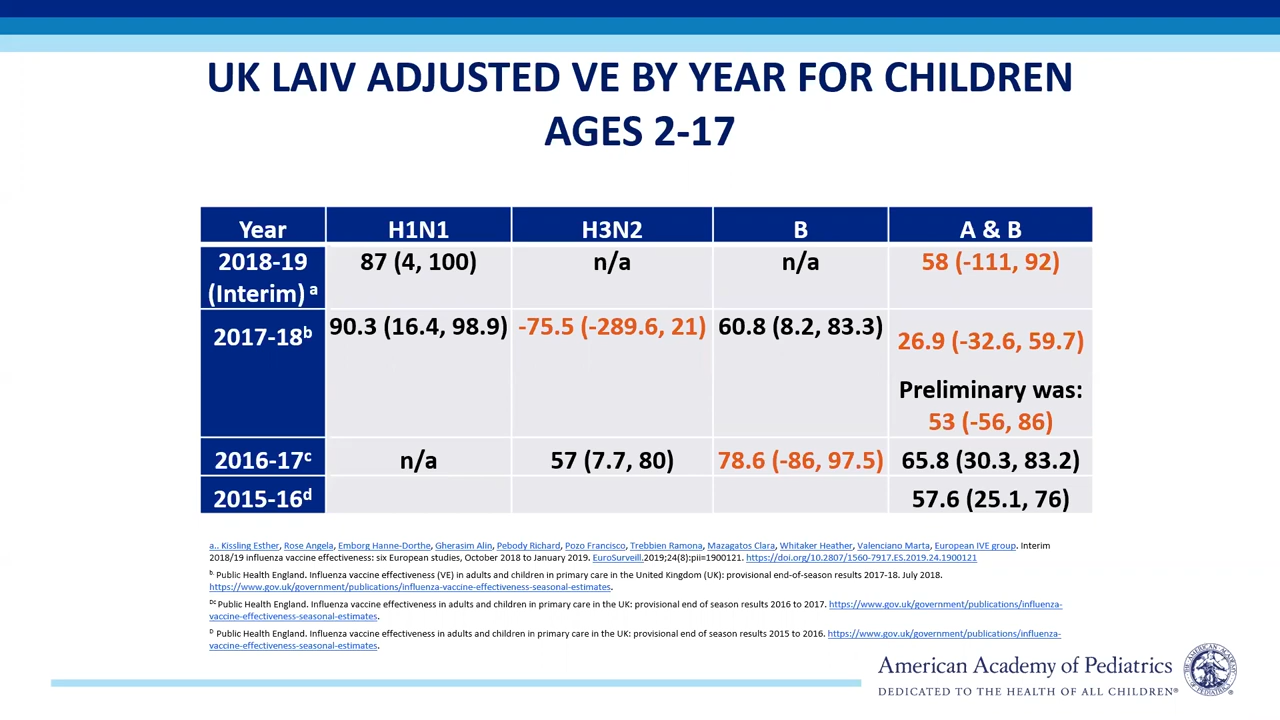 UK LAIV ADJUSTED VE BY YEAR FOR CHILDREN
AGES 2-17
Year H1N1 H3N2 B A & B
2018-19 87 (4, 100) n/a n/a 58 (-111, 92)
(Interim) a
2017-18b 90.3 (16.4, 98.9) -75.5 (-289.6, 21) 60.8 (8.2, 83.3) 26.9 (-32.6, 59.7)
Preliminary was:
53 (-56, 86)
2016-17c n/a 57 (7.7, 80) 78.6 (-86, 97.5) 65.8 (30.3, 83.2)
2015-16d 57.6 (25.1, 76)
a.. Kissling Esther, Rose Angela, Emborg Hanne-Dorthe, Gherasim Alin, Pebody Richard, Pozo Francisco, Trebbien Ramona, Mazagatos Clara, Whitaker Heather, Valenciano Marta, European IVE group. Interim
2018/19 influenza vaccine effectiveness: six European studies, October 2018 to January 2019. EuroSurveill.2019;24(8):pii=1900121. https://doi.org/10.2807/1560-7917.ES.2019.24.1900121
b. Public Health England. Influenza vaccine effectiveness (VE) in adults and children in primary care in the United Kingdom (UK): provisional end-of-season results 2017-18. July 2018.
https://www.gov.uk/government/publications/influenza-vaccine-effectiveness-seasonal-estimates.
Dc Public Health England. Influenza vaccine effectiveness in adults and children in primary care in the UK: provisional end of season results 2016 to 2017. https://www.gov.uk/government/publications/influenza-
vaccine-effectiveness-seasonal-estimates.
D Public Health England. Influenza vaccine effectiveness in adults and children in primary care in the UK: provisional end of season results 2015 to 2016. https://www.gov.uk/government/publications/influenza-
vaccine-effectiveness-seasonal-estimates.
American Academy of Pediatrics
DEDICATED TO THE HEALTH OF ALL CHILDREN®